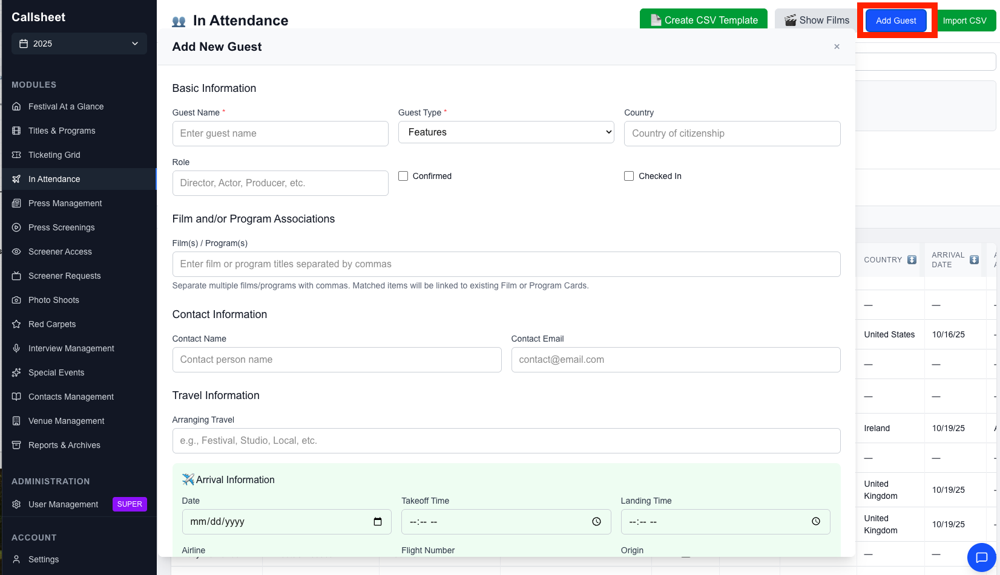 Callsheet
2025
MODULES
Festival At a Glance
Titles & Programs
Ticketing Grid
In Attendance
Press Management
Press Screenings
Screener Access
Screener Requests
Photo Shoots
Red Carpets
Interview Management
Special Events
Contacts Management
Venue Management
Reports & Archives
ADMINISTRATION
User Management SUPER
ACCOUNT
Settings
In Attendance
Create CSV Template
Show Films
Add Guest
Import CSV
Add New Guest
×
Basic Information
Guest Name * Guest Type * Country
Enter guest name Features Country of citizenship
Role
Director, Actor, Producer, etc. Confirmed Checked In
Film and/or Program Associations
Film(s) / Program(s)
Enter film or program titles separated by commas
Separate multiple films/programs with commas. Matched items will be linked to existing Film or Program Cards.
Contact Information
Contact Name Contact Email
Contact person name contact@email.com
Travel Information
Arranging Travel
e.g., Festival, Studio, Local, etc.
Arrival Information
Date Takeoff Time Landing Time
mm/dd/yyyy --:-- -- --:-- --
Airline Flight Number Origin
COUNTRY ARRIVAL
DATE
— —
United States 10/16/25
— —
— —
Ireland 10/19/25
— —
United
Kingdom 10/19/25
United
Kingdom 10/19/25
— —